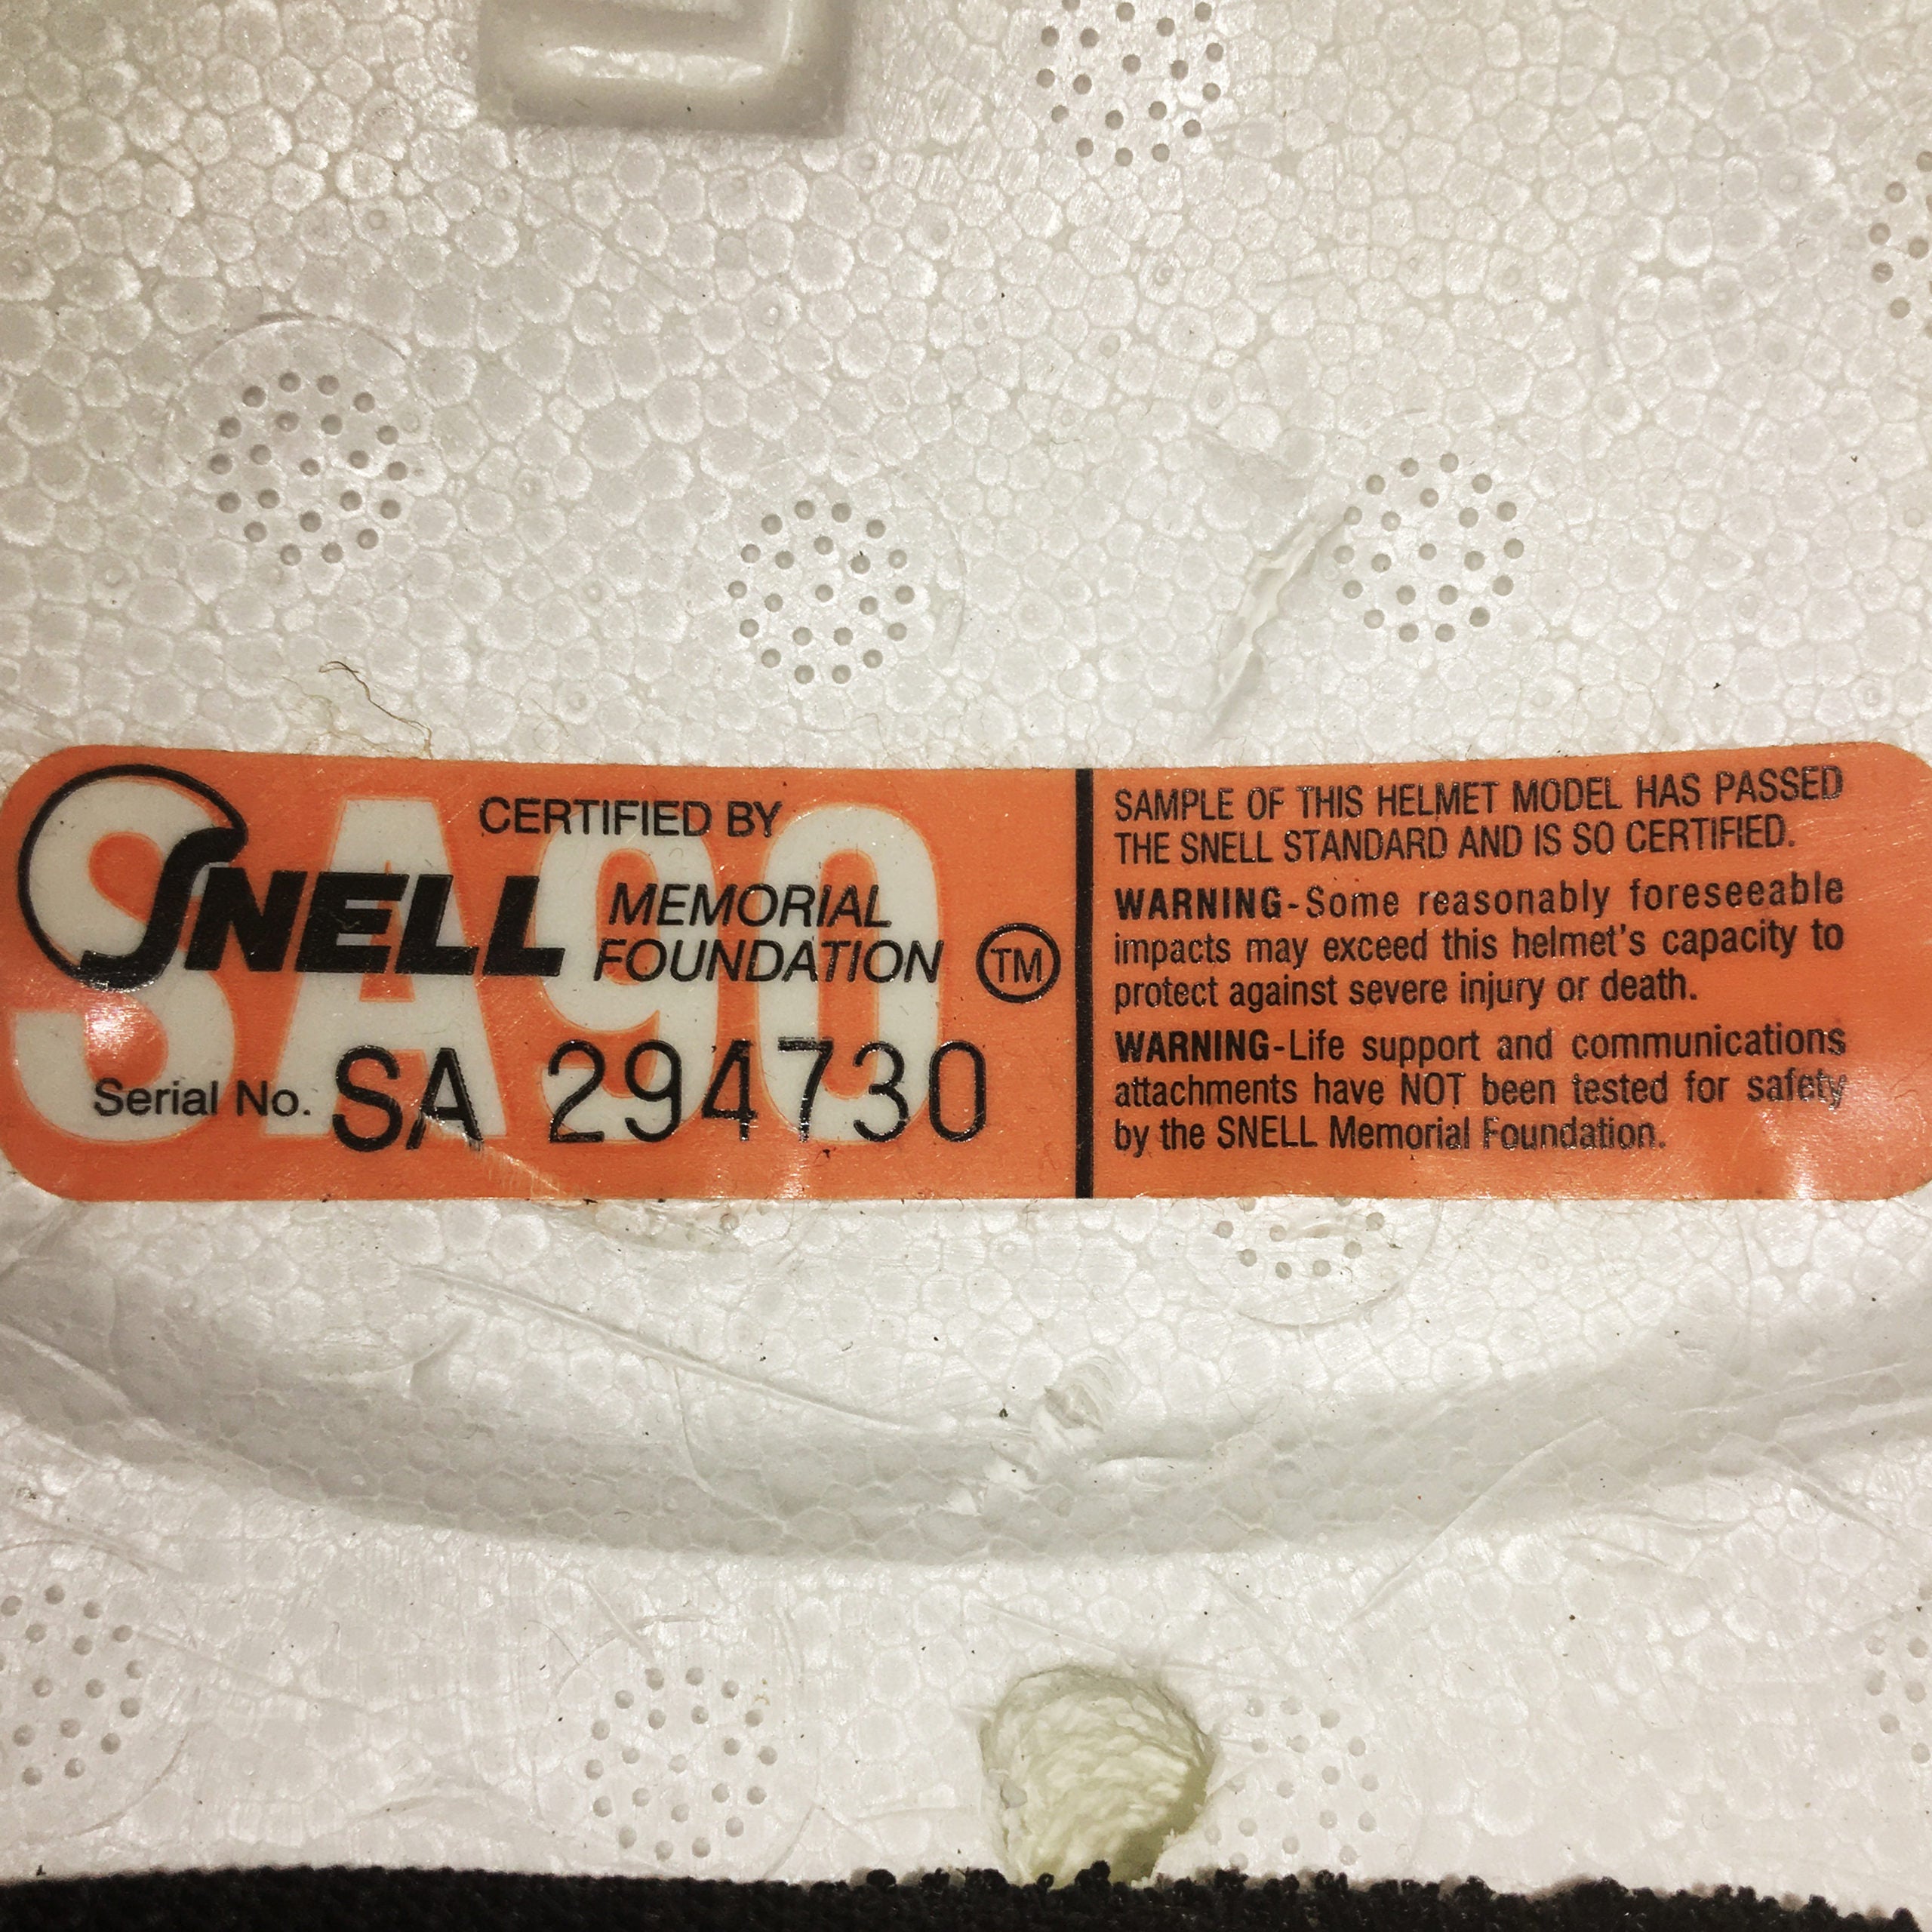 SA90
CERTIFIED BY
SNELL MEMORIAL
FOUNDATION TM
Serial No. SA 294730
SAMPLE OF THIS HELMET MODEL HAS PASSED
THE SNELL STANDARD AND IS SO CERTIFIED.
WARNING-Some reasonably foreseeable
impacts may exceed this helmet's capacity to
protect against severe injury or death.
WARNING-Life support and communications
attachments have NOT been tested for safety
by the SNELL Memorial Foundation.